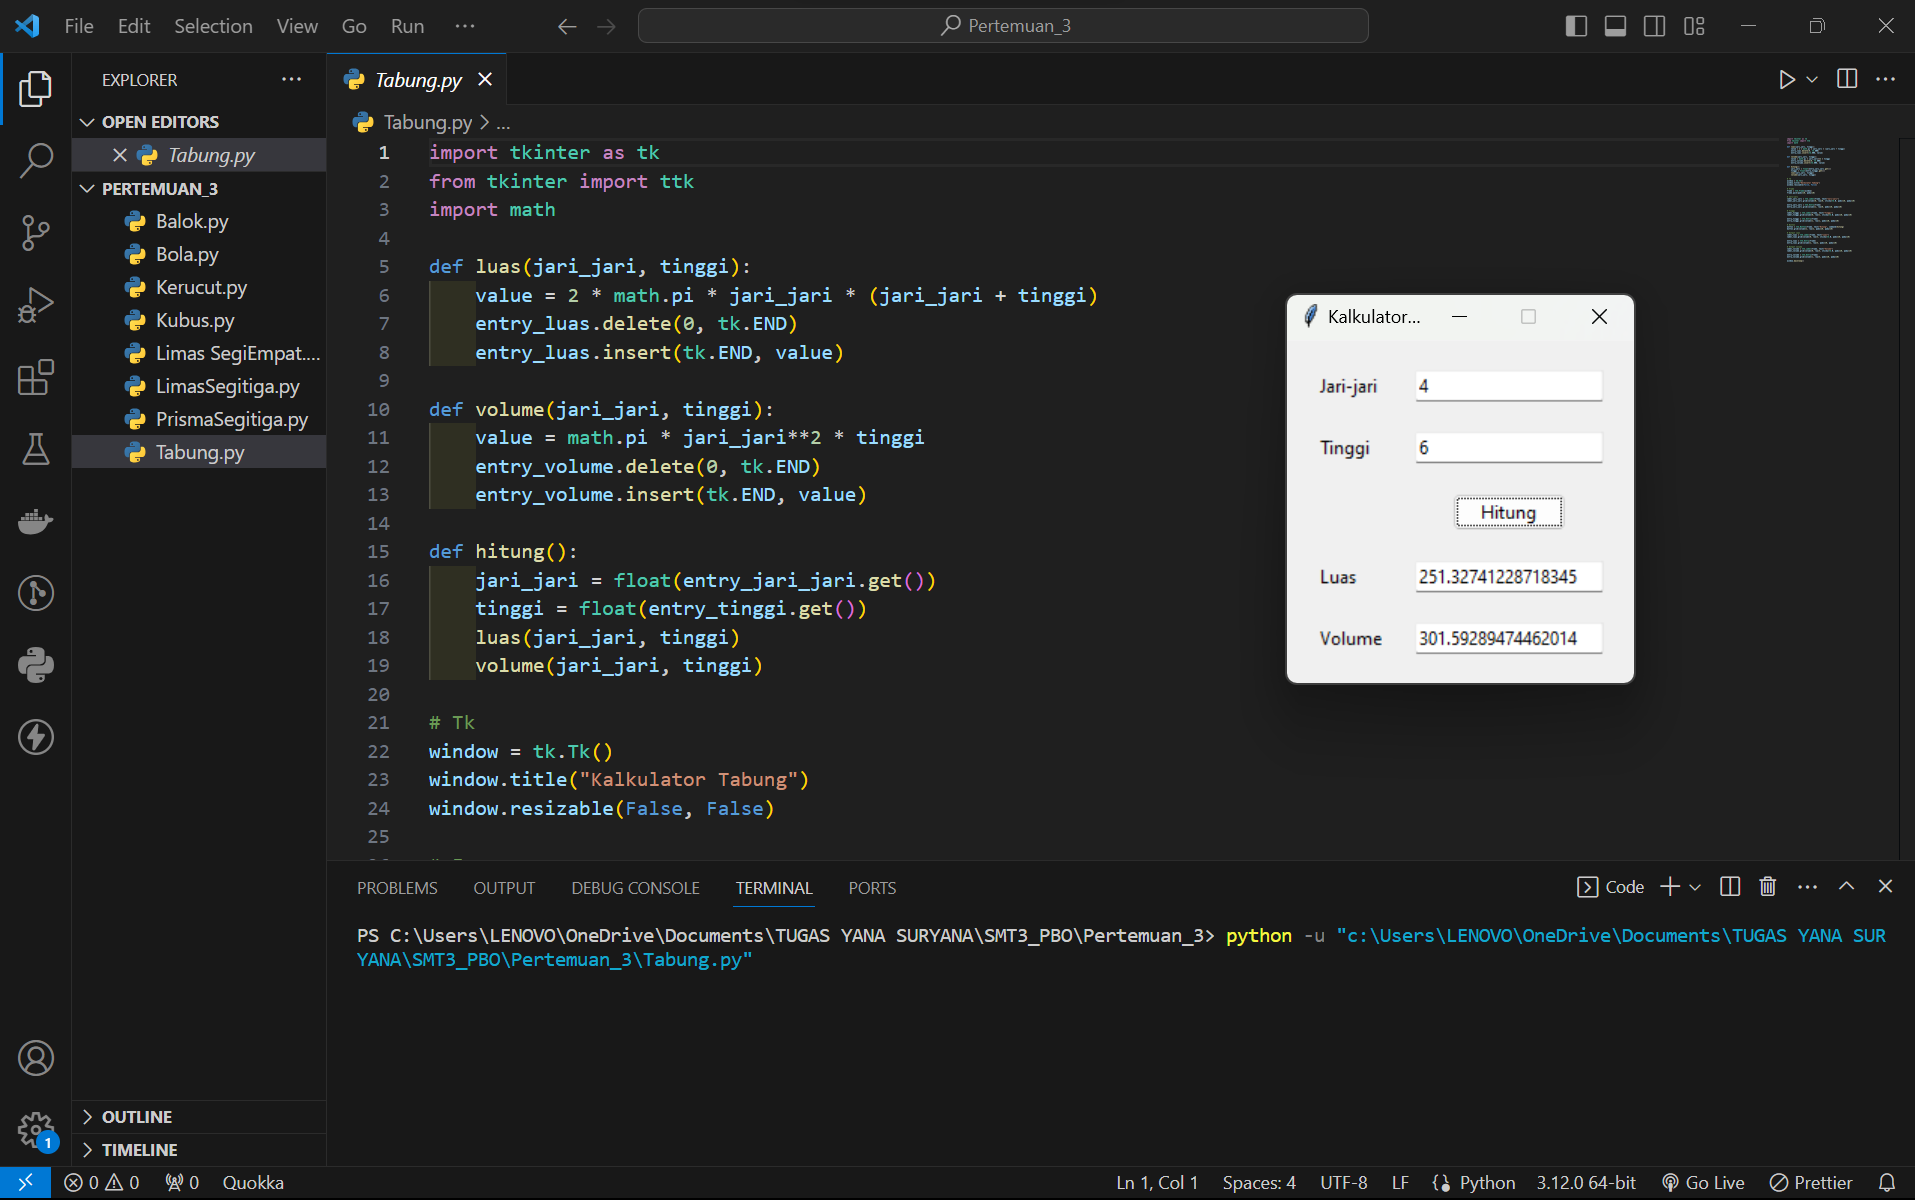 File Edit Selection View Go Run ···
Pertemuan_3
EXPLORER
OPEN EDITORS
Tabung.py
PERTEMUAN_3
Balok.py
Bola.py
Kerucut.py
Kubus.py
Limas SegiEmpat....
LimasSegitiga.py
PrismaSegitiga.py
Tabung.py
OUTLINE
TIMELINE
Tabung.py
Tabung.py > ...
1 import tkinter as tk
2 from tkinter import ttk
3 import math
4
5 def luas(jari_jari, tinggi):
6 value = 2 * math.pi * jari_jari * (jari_jari + tinggi)
7 entry_luas.delete(0, tk.END)
8 entry_luas.insert(tk.END, value)
9
10 def volume(jari_jari, tinggi):
11 value = math.pi * jari_jari**2 * tinggi
12 entry_volume.delete(0, tk.END)
13 entry_volume.insert(tk.END, value)
14
15 def hitung():
16 jari_jari = float(entry_jari_jari.get())
17 tinggi = float(entry_tinggi.get())
18 luas(jari_jari, tinggi)
19 volume(jari_jari, tinggi)
20
21 # Tk
22 window = tk.Tk()
23 window.title("Kalkulator Tabung")
24 window.resizable(False, False)
25
Kalkulator...
Jari-jari 4
Tinggi 6
Hitung
Luas 251.32741228718345
Volume 301.59289474462014
PROBLEMS OUTPUT DEBUG CONSOLE TERMINAL PORTS
Code
PS C:\Users\LENOVO\OneDrive\Documents\TUGAS YANA SURYANA\SMT3_PBO\Pertemuan_3> python -u "c:\Users\LENOVO\OneDrive\Documents\TUGAS YANA SUR
YANA\SMT3_PBO\Pertemuan_3\Tabung.py"
1
0 0 0 Quokka
Ln 1, Col 1 Spaces: 4 UTF-8 LF Python 3.12.0 64-bit Go Live Prettier